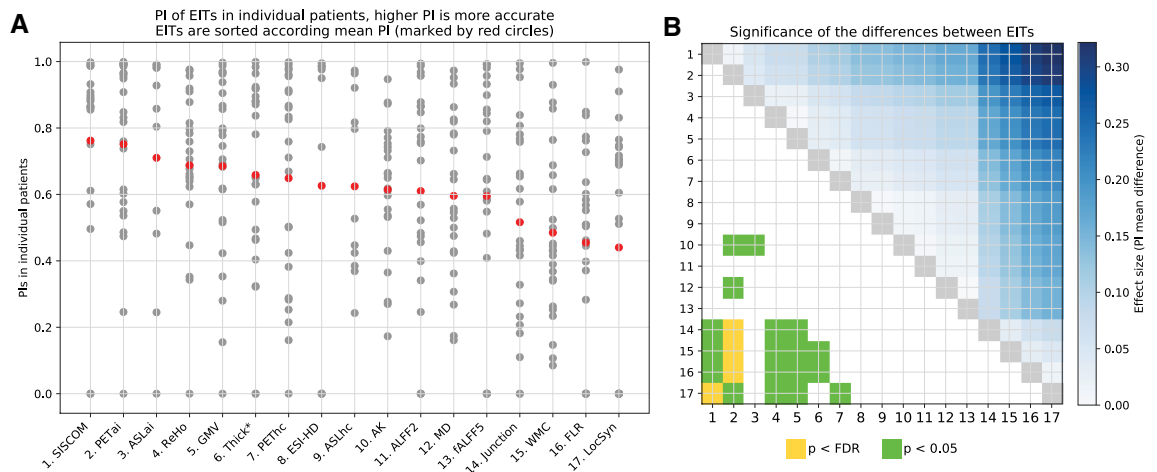 A
PI of EITs in individual patients, higher PI is more accurate
EITs are sorted according mean PI (marked by red circles)
PIs in individual patients
1.0
0.8
0.6
0.4
0.2
0.0
1. SISCOM
2. PETai
3. ASLai
4. ReHo
5. GMV
6. Thick*
7. PEThc
8. ESI-HD
9. ASLhc
10. AK
11. ALFF2
12. MD
13. fALFF5
14. Junction
15. WMC
16. FLR
17. LocSyn
B
Significance of the differences between EITs
1
2
3
4
5
6
7
8
9
10
11
12
13
14
15
16
17
1 2 3 4 5 6 7 8 9 10 11 12 13 14 15 16 17
p < FDR
p < 0.05
0.30
0.25
0.20
0.15
0.10
0.05
0.00
Effect size (PI mean difference)